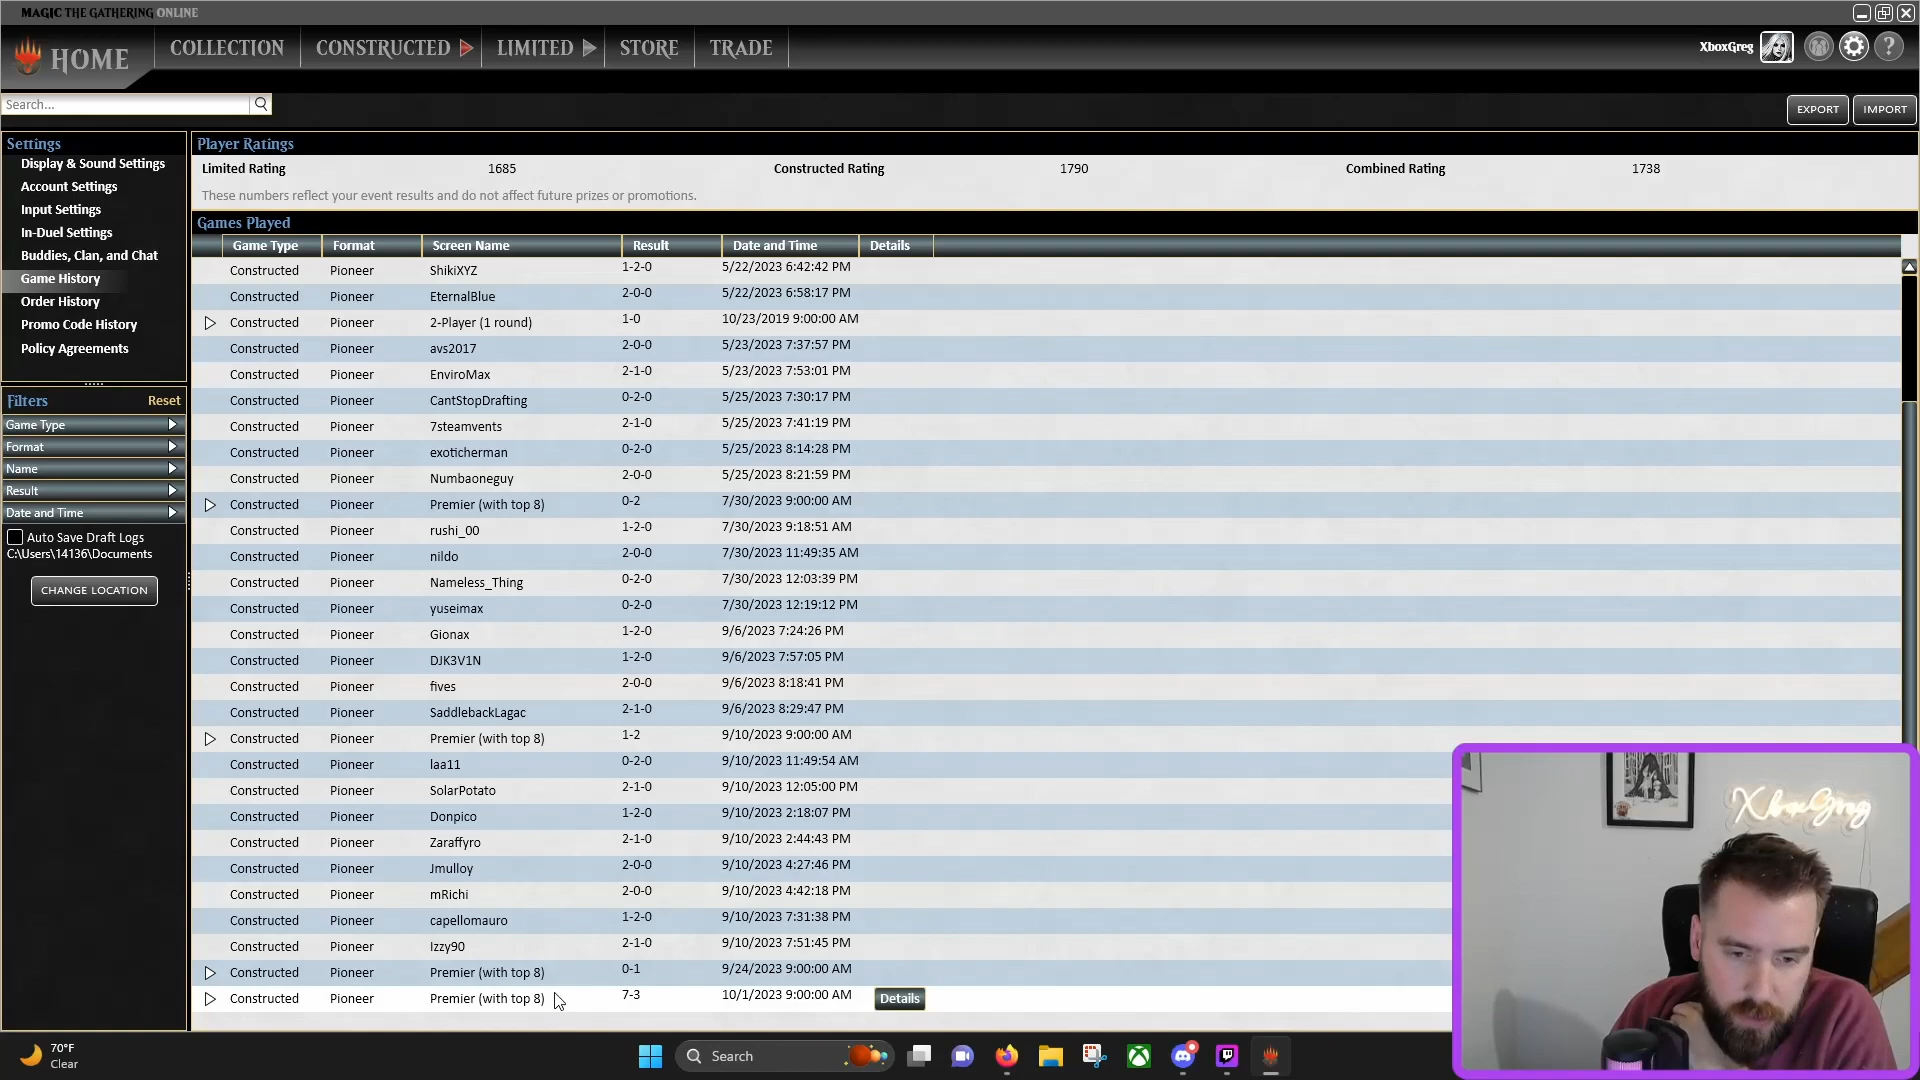 MAGIC THE GATHERING ONLINE
HOME COLLECTION CONSTRUCTED LIMITED STORE TRADE XboxGreg ?
Search...
EXPORT IMPORT
Settings
Display & Sound Settings
Account Settings
Input Settings
In-Duel Settings
Buddies, Clan, and Chat
Game History
Order History
Promo Code History
Policy Agreements
Filters Reset
Game Type
Format
Name
Result
Date and Time
Auto Save Draft Logs
C:\Users\14136\Documents
CHANGE LOCATION
Player Ratings
Limited Rating 1685 Constructed Rating 1790 Combined Rating 1738
These numbers reflect your event results and do not affect future prizes or promotions.
Games Played
Game Type Format Screen Name Result Date and Time Details
Constructed Pioneer ShikiXYZ 1-2-0 5/22/2023 6:42:42 PM
Constructed Pioneer EternalBlue 2-0-0 5/22/2023 6:58:17 PM
Constructed Pioneer 2-Player (1 round) 1-0 10/23/2019 9:00:00 AM
Constructed Pioneer avs2017 2-0-0 5/23/2023 7:37:57 PM
Constructed Pioneer EnviroMax 2-1-0 5/23/2023 7:53:01 PM
Constructed Pioneer CantStopDrafting 0-2-0 5/25/2023 7:30:17 PM
Constructed Pioneer 7steamvents 2-1-0 5/25/2023 7:41:19 PM
Constructed Pioneer exoticherman 0-2-0 5/25/2023 8:14:28 PM
Constructed Pioneer Numbaoneguy 2-0-0 5/25/2023 8:21:59 PM
Constructed Pioneer Premier (with top 8) 0-2 7/30/2023 9:00:00 AM
Constructed Pioneer rushi_00 1-2-0 7/30/2023 9:18:51 AM
Constructed Pioneer nildo 2-0-0 7/30/2023 11:49:35 AM
Constructed Pioneer Nameless_Thing 0-2-0 7/30/2023 12:03:39 PM
Constructed Pioneer yuseimax 0-2-0 7/30/2023 12:19:12 PM
Constructed Pioneer Gionax 1-2-0 9/6/2023 7:24:26 PM
Constructed Pioneer DJK3V1N 1-2-0 9/6/2023 7:57:05 PM
Constructed Pioneer fives 2-0-0 9/6/2023 8:18:41 PM
Constructed Pioneer SaddlebackLagac 2-1-0 9/6/2023 8:29:47 PM
Constructed Pioneer Premier (with top 8) 1-2 9/10/2023 9:00:00 AM
Constructed Pioneer laa11 0-2-0 9/10/2023 11:49:54 AM
Constructed Pioneer SolarPotato 2-1-0 9/10/2023 12:05:00 PM
Constructed Pioneer Donpico 1-2-0 9/10/2023 2:18:07 PM
Constructed Pioneer Zaraffyro 2-1-0 9/10/2023 2:44:43 PM
Constructed Pioneer Jmulloy 2-0-0 9/10/2023 4:27:46 PM
Constructed Pioneer mRichi 2-0-0 9/10/2023 4:42:18 PM
Constructed Pioneer capellomauro 1-2-0 9/10/2023 7:31:38 PM
Constructed Pioneer Izzy90 2-1-0 9/10/2023 7:51:45 PM
Constructed Pioneer Premier (with top 8) 0-1 9/24/2023 9:00:00 AM
Constructed Pioneer Premier (with top 8) 7-3 10/1/2023 9:00:00 AM Details
XboxGreg
70°F
Clear
Search